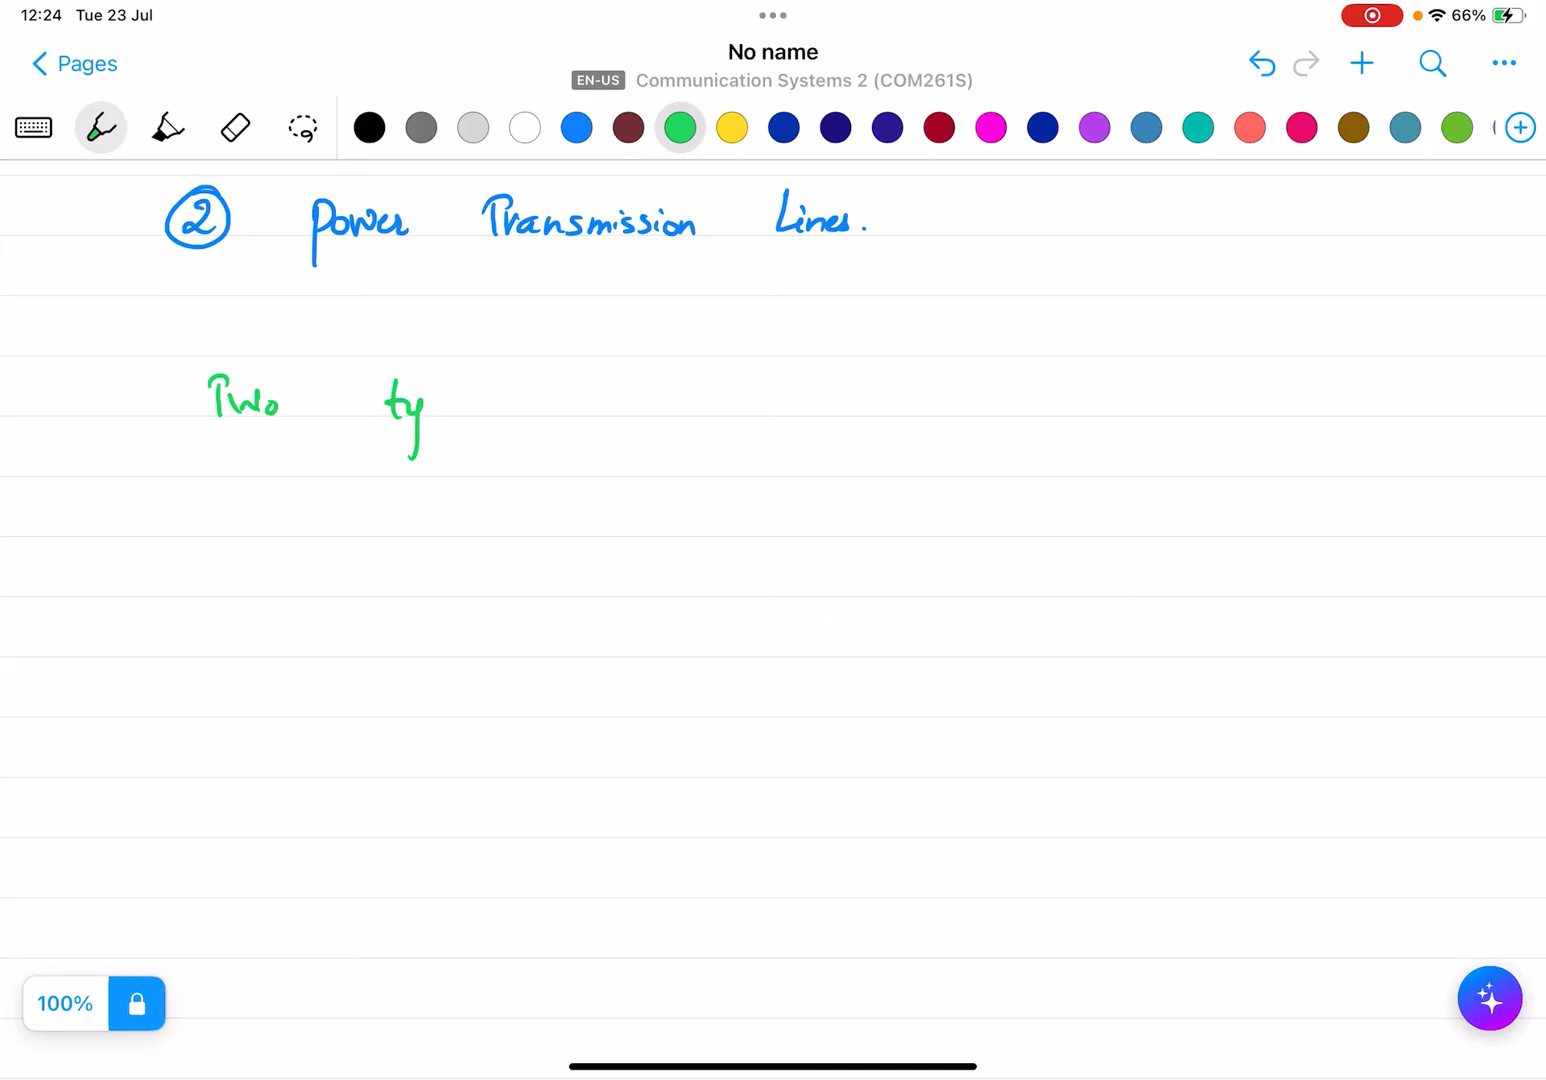 12:24 Tue 23 Jul
66%
Pages
No name
EN-US Communication Systems 2 (COM261S)
2 Power Transmission Lines.
Two ty
100%